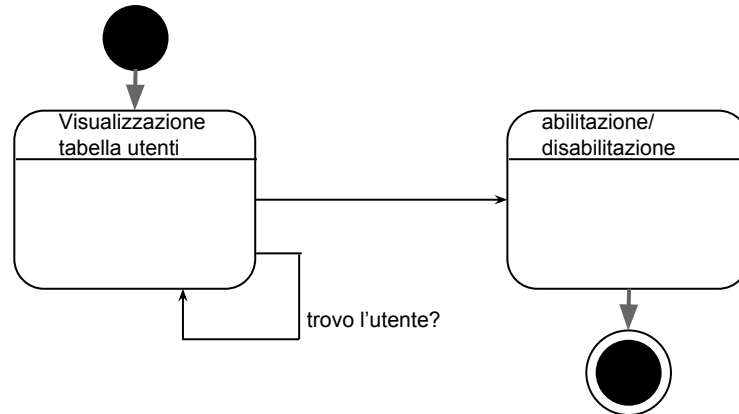 Visualizzazione
tabella utenti
abilitazione/
disabilitazione
trovo l'utente?